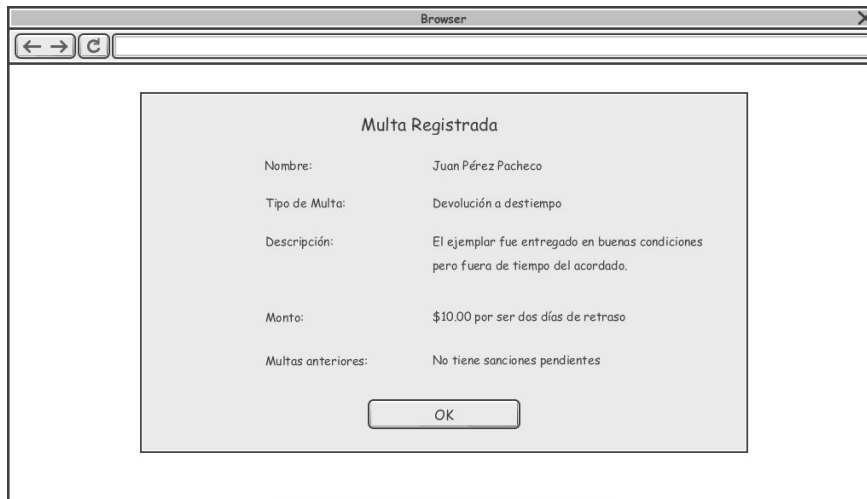 Browser
Multa Registrada
Nombre: Juan Pérez Pacheco
Tipo de Multa: Devolución a destiempo
Descripción: El ejemplar fue entregado en buenas condiciones
pero fuera de tiempo del acordado.
Monto: $10.00 por ser dos días de retraso
Multas anteriores: No tiene sanciones pendientes
OK